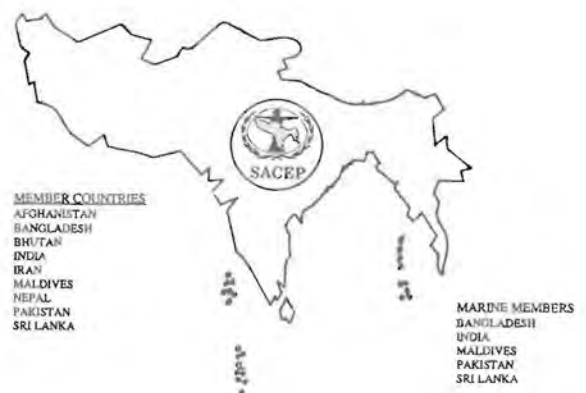 SACEP
MEMBER COUNTRIES
AFGHANISTAN
BANGLADESH
BHUTAN
INDIA
IRAN
MALDIVES
NEPAL
PAKISTAN
SRI LANKA
MARINE MEMBERS
BANGLADESH
INDIA
MALDIVES
PAKISTAN
SRI LANKA